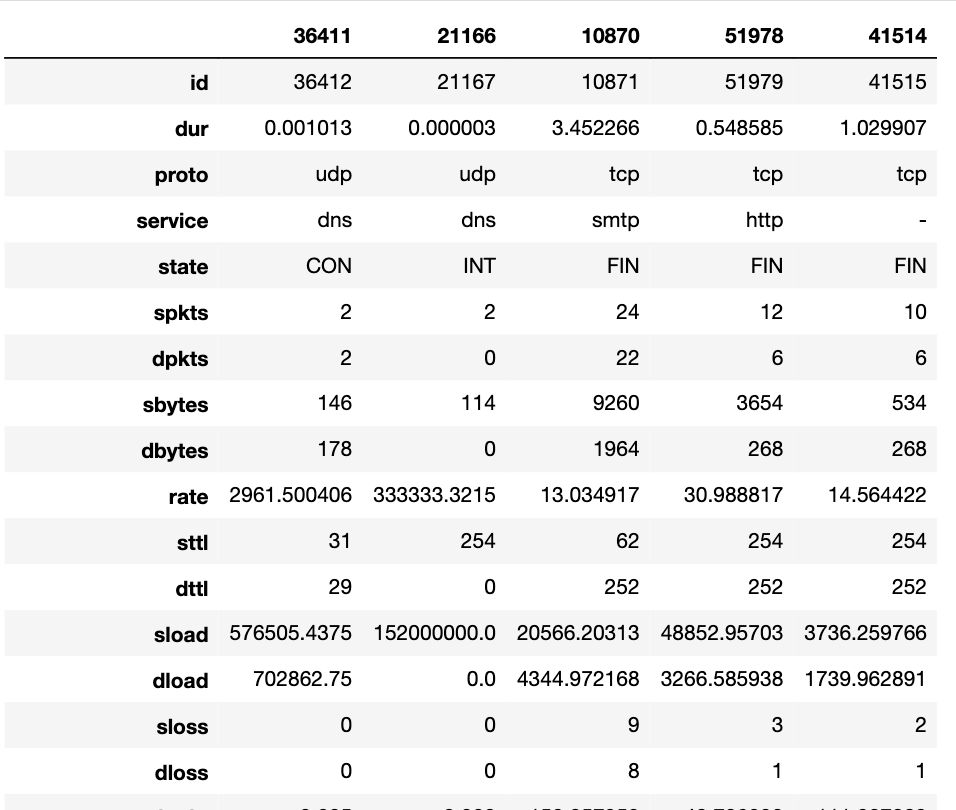 36411 21166 10870 51978 41514
id 36412 21167 10871 51979 41515
dur 0.001013 0.000003 3.452266 0.548585 1.029907
proto udp udp tcp tcp tcp
service dns dns smtp http -
state CON INT FIN FIN FIN
spkts 2 2 24 12 10
dpkts 2 0 22 6 6
sbytes 146 114 9260 3654 534
dbytes 178 0 1964 268 268
rate 2961.500406 333333.3215 13.034917 30.988817 14.564422
sttl 31 254 62 254 254
dttl 29 0 252 252 252
sload 576505.4375 152000000.0 20566.20313 48852.95703 3736.259766
dload 702862.75 0.0 4344.972168 3266.585938 1739.962891
sloss 0 0 9 3 2
dloss 0 0 8 1 1